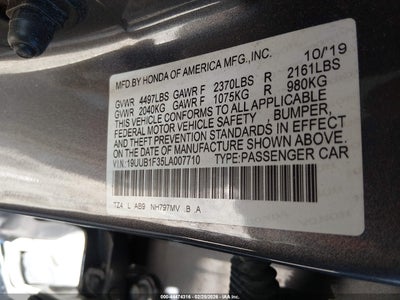 MFD. BY HONDA OF AMERICA MFG.,INC. 10/'19
GVWR 4497LBS GAWR F 2370LBS R 2161LBS
GVWR 2040KG GAWR F 1075KG R 980KG
THIS VEHICLE CONFORMS TO ALL APPLICABLE
FEDERAL MOTOR VEHICLE SAFETY , BUMPER,
AND THEFT PREVENTION STANDARDS IN EFFECT
ON THE DATE OF MANUFACTURE SHOWN ABOVE.
V.I.N.:19UUB1F35LA007710 TYPE:PASSENGER CAR
TZ4 L AB9 NH797MV .B A